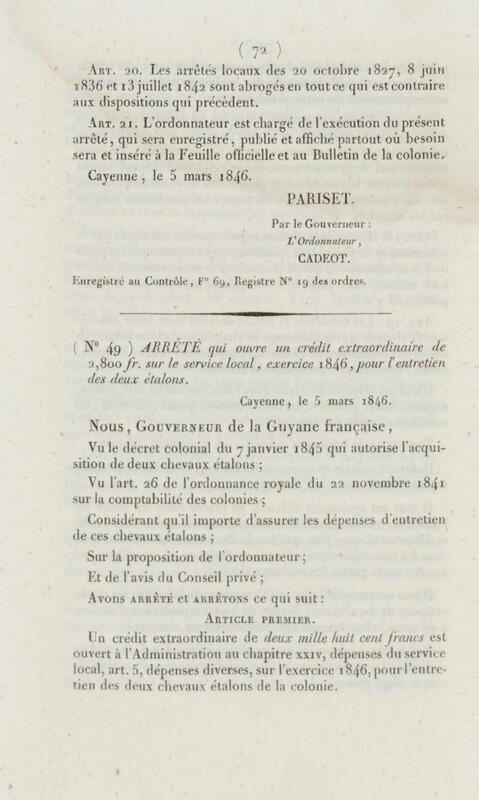 ( 72 )
ART. 20. Les arrêtés locaux des 20 octobre 1827, 8 juin
1836 et 13 juillet 1842 sont abrogés en tout ce qui est contraire
aux dispositions qui précèdent.
ART. 21. L'ordonnateur est chargé de l'exécution du présent
arrêté, qui sera enregistré, publié et affiché partout où besoin
sera et inséré à la Feuille officielle et au Bulletin de la colonie.
Cayenne, le 5 mars 1846.
PARISET.
Par le Gouverneur :
L'Ordonnateur,
CADEOT.
Enregistré au Contrôle, F° 69, Registre N° 19 des ordres.
( N° 49 ) ARRÊTÉ qui ouvre un crédit extraordinaire de
2,800 fr. sur le service local, exercice 1846, pour l'entretien
des deux étalons.
Cayenne, le 5 mars 1846.
Nous, GOUVERNEUR de la Guyane française,
Vu le décret colonial du 7 janvier 1845 qui autorise l'acqui-
sition de deux chevaux étalons ;
Vu l'art. 26 de l'ordonnance royale du 22 novembre 1841
sur la comptabilité des colonies ;
Considérant qu'il importe d'assurer les dépenses d'entretien
de ces chevaux étalons ;
Sur la proposition de l'ordonnateur ;
Et de l'avis du Conseil privé ;
AVONS ARRÊTÉ et ARRÊTONS ce qui suit :
ARTICLE PREMIER.
Un crédit extraordinaire de deux mille huit cent francs est
ouvert à l'Administration au chapitre XXIV, dépenses du service
local, art. 5, dépenses diverses, sur l'exercice 1846, pour l'entre-
tien des deux chevaux étalons de la colonie.